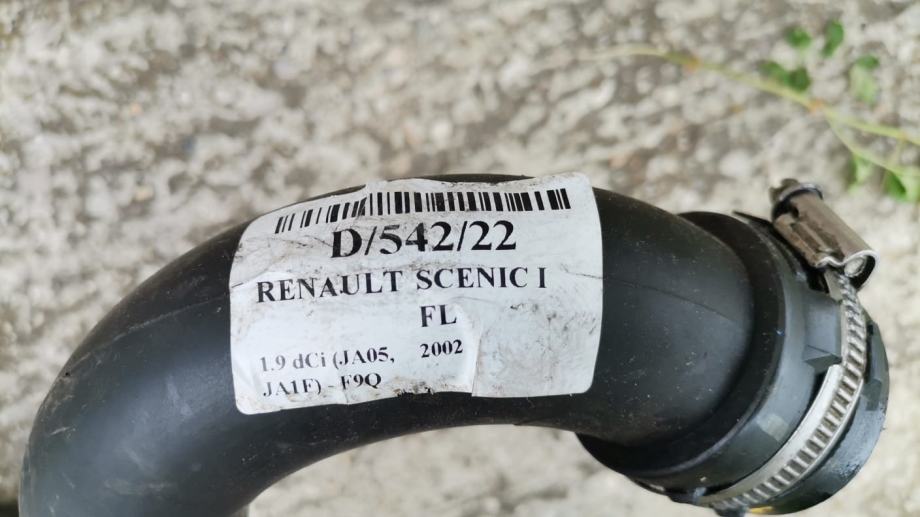 D/542/22
RENAULT SCENIC I
FL
1.9 dCi (JA05, 2002
JA1F) - F9Q